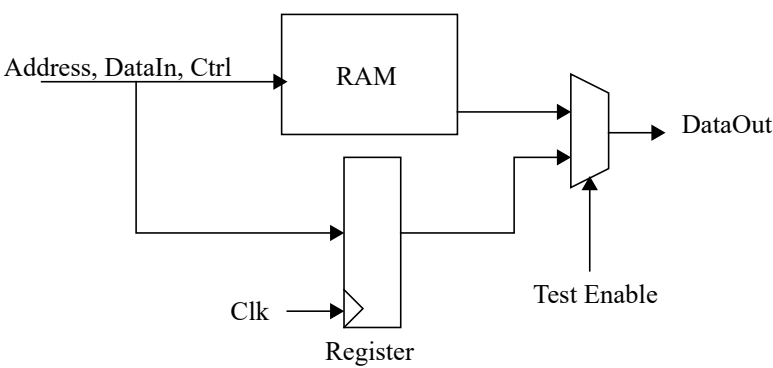 Address, DataIn, Ctrl
RAM
DataOut
Test Enable
Clk
Register